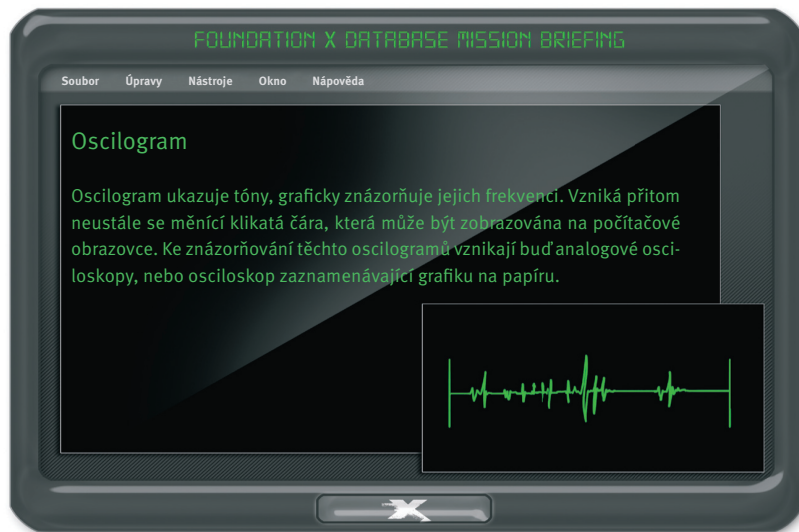 FOUNDATION X DATABASE MISSION BRIEFING
Soubor Úpravy Nástroje Okno Nápověda
Oscilogram
Oscilogram ukazuje tóny, graficky znázorňuje jejich frekvenci. Vzniká přitom
neustále se měnící klikatá čára, která může být zobrazována na počítačové
obrazovce. Ke znázorňování těchto oscilogramů vznikají buď analogové osci-
loskopy, nebo osciloskop zaznamenávající grafiku na papíru.
X